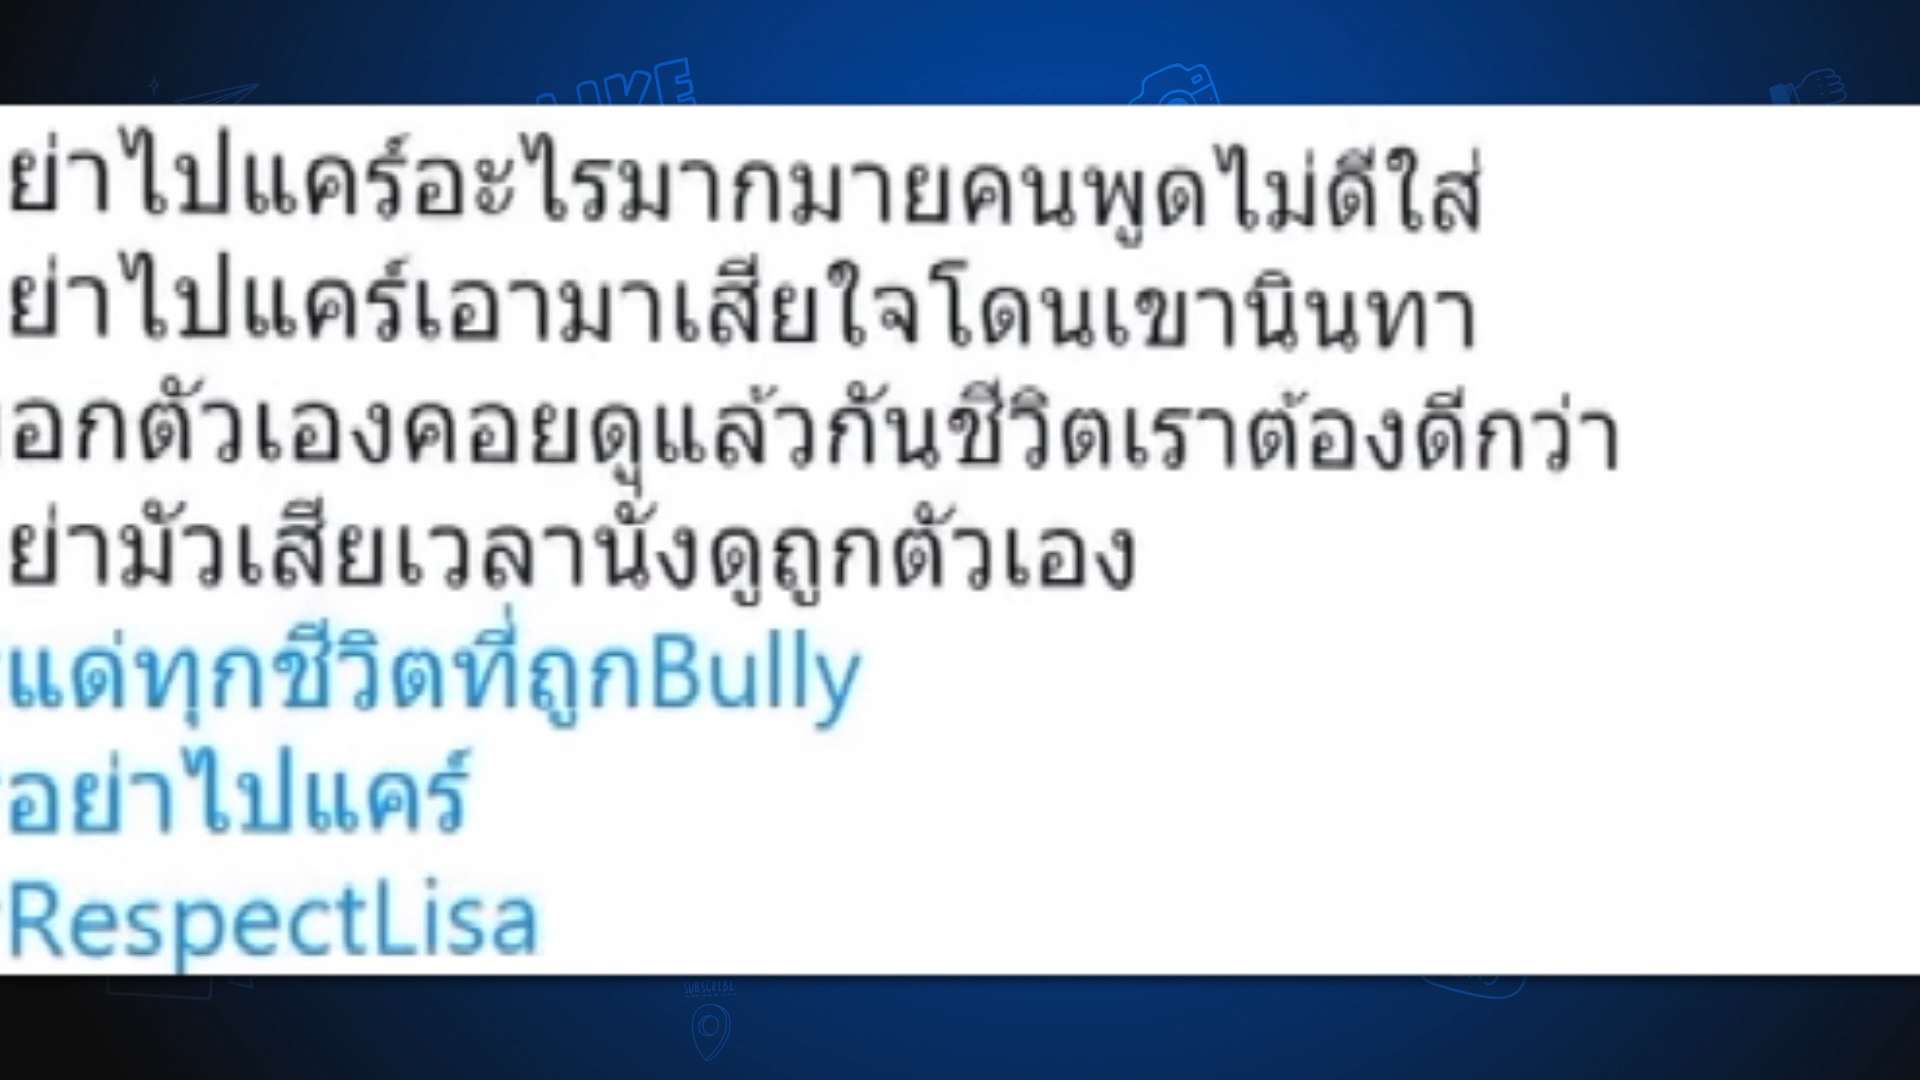 LIKE
ย่าไปแคร์อะไรมากมายคนพูดไม่ดีใส่
ย่าไปแคร์เอามาเสียใจโดนเขานินทา
อกตัวเองคอยดูแล้วกันชีวิตเราต้องดีกว่า
ย่ามัวเสียเวลานั่งดูถูกตัวเอง
แด่ทุกชีวิตที่ถูกBully
อย่าไปแคร์
RespectLisa
SUBSCRIBE